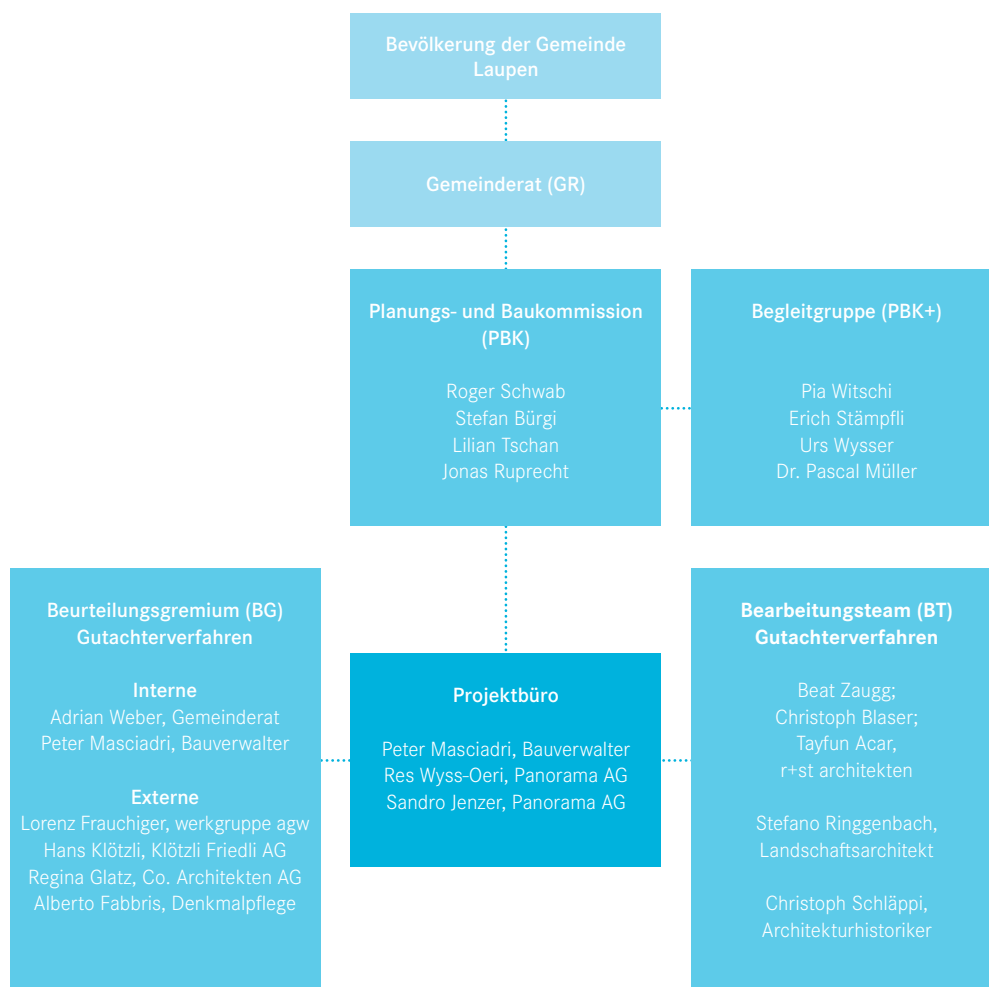 Bevölkerung der Gemeinde
Laupen
Gemeinderat (GR)
Planungs- und Baukommission
(PBK)
Roger Schwab
Stefan Bürgi
Lilian Tschan
Jonas Ruprecht
Begleitgruppe (PBK+)
Pia Witschi
Erich Stämpfli
Urs Wysser
Dr. Pascal Müller
Beurteilungsgremium (BG)
Gutachterverfahren
Interne
Adrian Weber, Gemeinderat
Peter Masciadri, Bauverwalter
Externe
Lorenz Frauchiger, werkgruppe agw
Hans Klötzli, Klötzli Friedli AG
Regina Glatz, Co. Architekten AG
Alberto Fabbris, Denkmalpflege
Projektbüro
Peter Masciadri, Bauverwalter
Res Wyss-Oeri, Panorama AG
Sandro Jenzer, Panorama AG
Bearbeitungsteam (BT)
Gutachterverfahren
Beat Zaugg;
Christoph Blaser;
Tayfun Acar,
r+st architekten
Stefano Ringgenbach,
Landschaftsarchitekt
Christoph Schläppi,
Architekturhistoriker